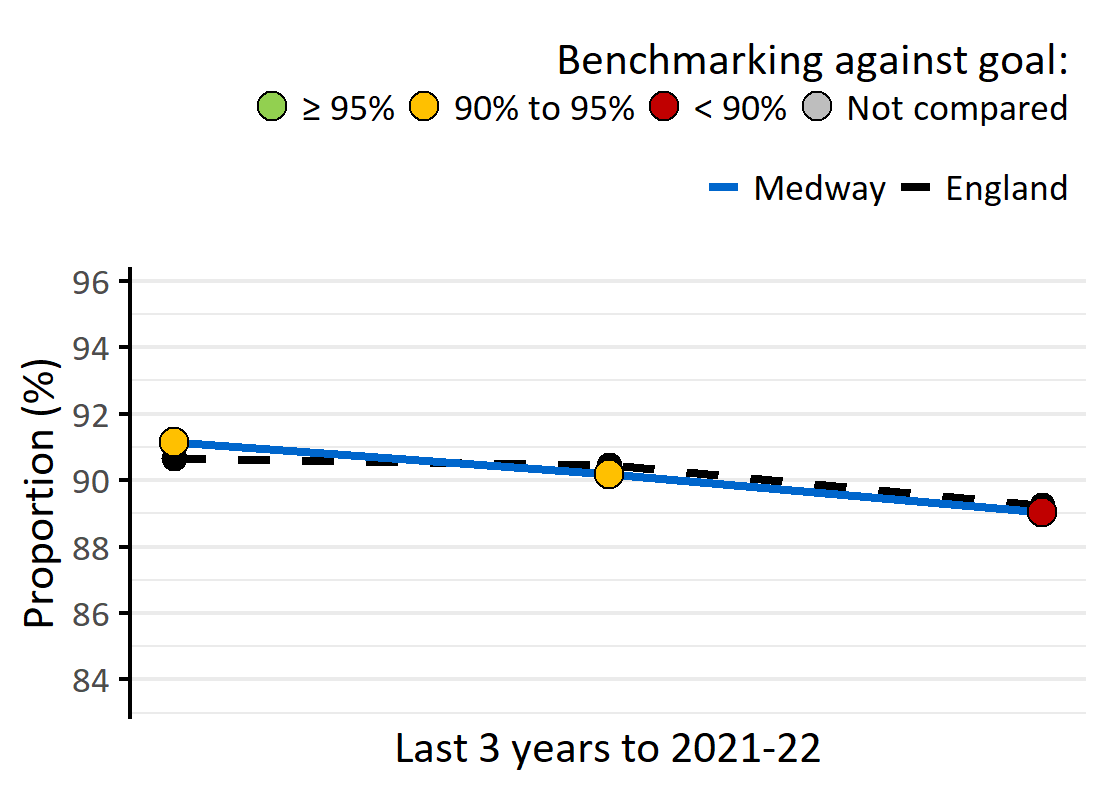 Benchmarking against goal:
≥ 95% 90% to 95% < 90% Not compared
Medway England
96
94
92
90
88
86
84
Proportion (%)
Last 3 years to 2021-22